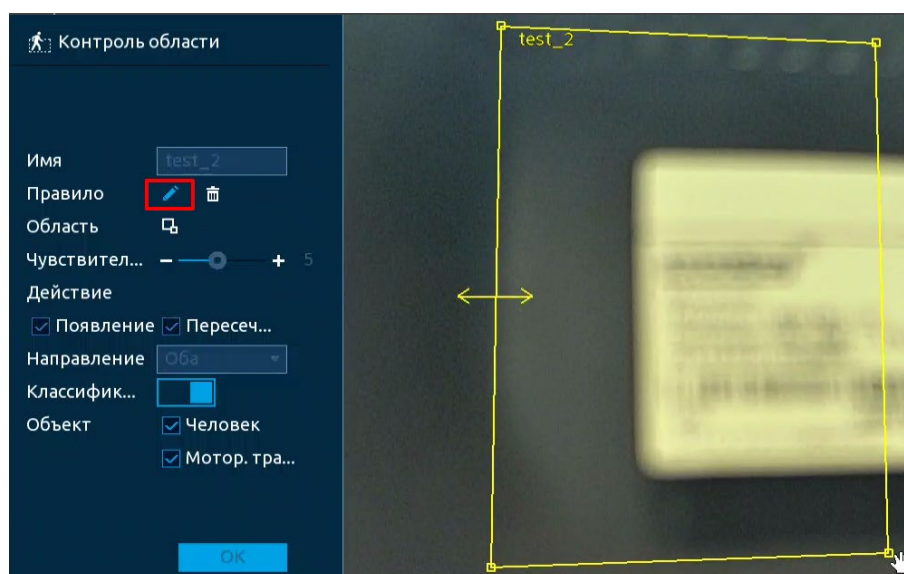 Контроль области
test_2
Имя test_2
Правило
Область
Чувствител... − + 5
Действие
Появление Пересеч...
Направление Оба
Классифик...
Объект Человек
Мотор. тра...
OK